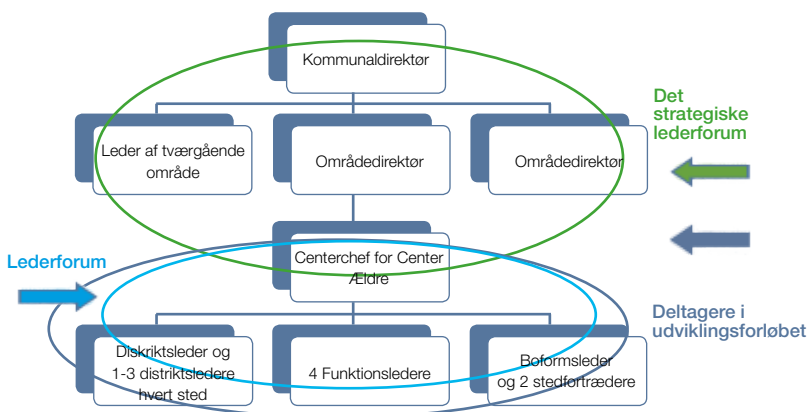 Kommunaldirektør
Det
strategiske
lederforum
Leder af tværgående
område
Områdedirektør
Områdedirektør
Lederforum
Centerchef for Center
Ældre
Deltagere i
udviklingsforløbet
Diskriktsleder og
1-3 distriktsledere
hvert sted
4 Funktionsledere
Boformsleder
og 2 stedfortrædere